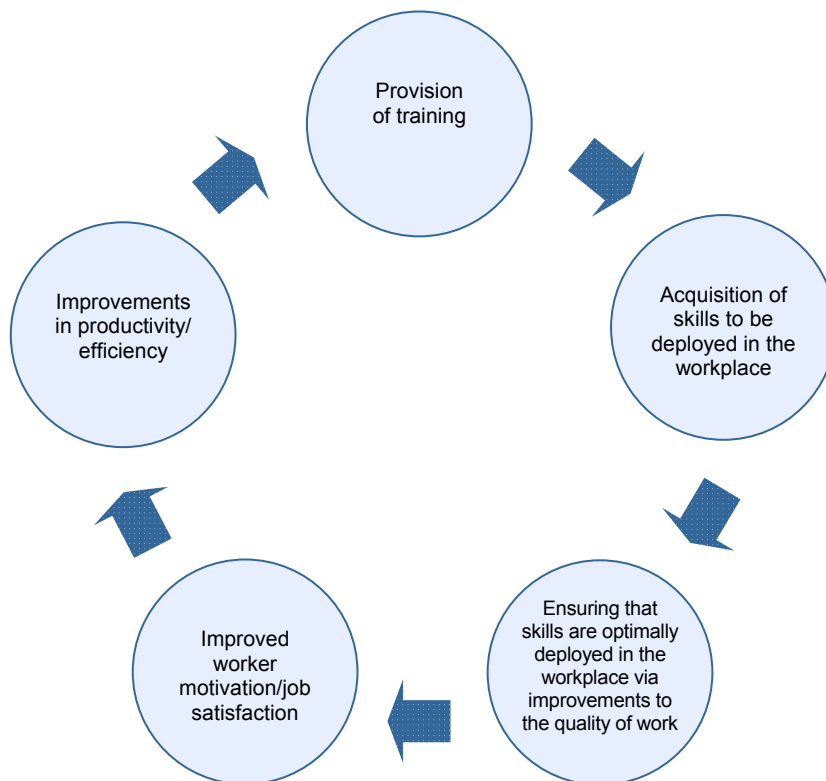 Provision
of training
Acquisition of
skills to be
deployed in the
workplace
Ensuring that
skills are optimally
deployed in the
workplace via
improvements to
the quality of work
Improved
worker
motivation/job
satisfaction
Improvements
in productivity/
efficiency